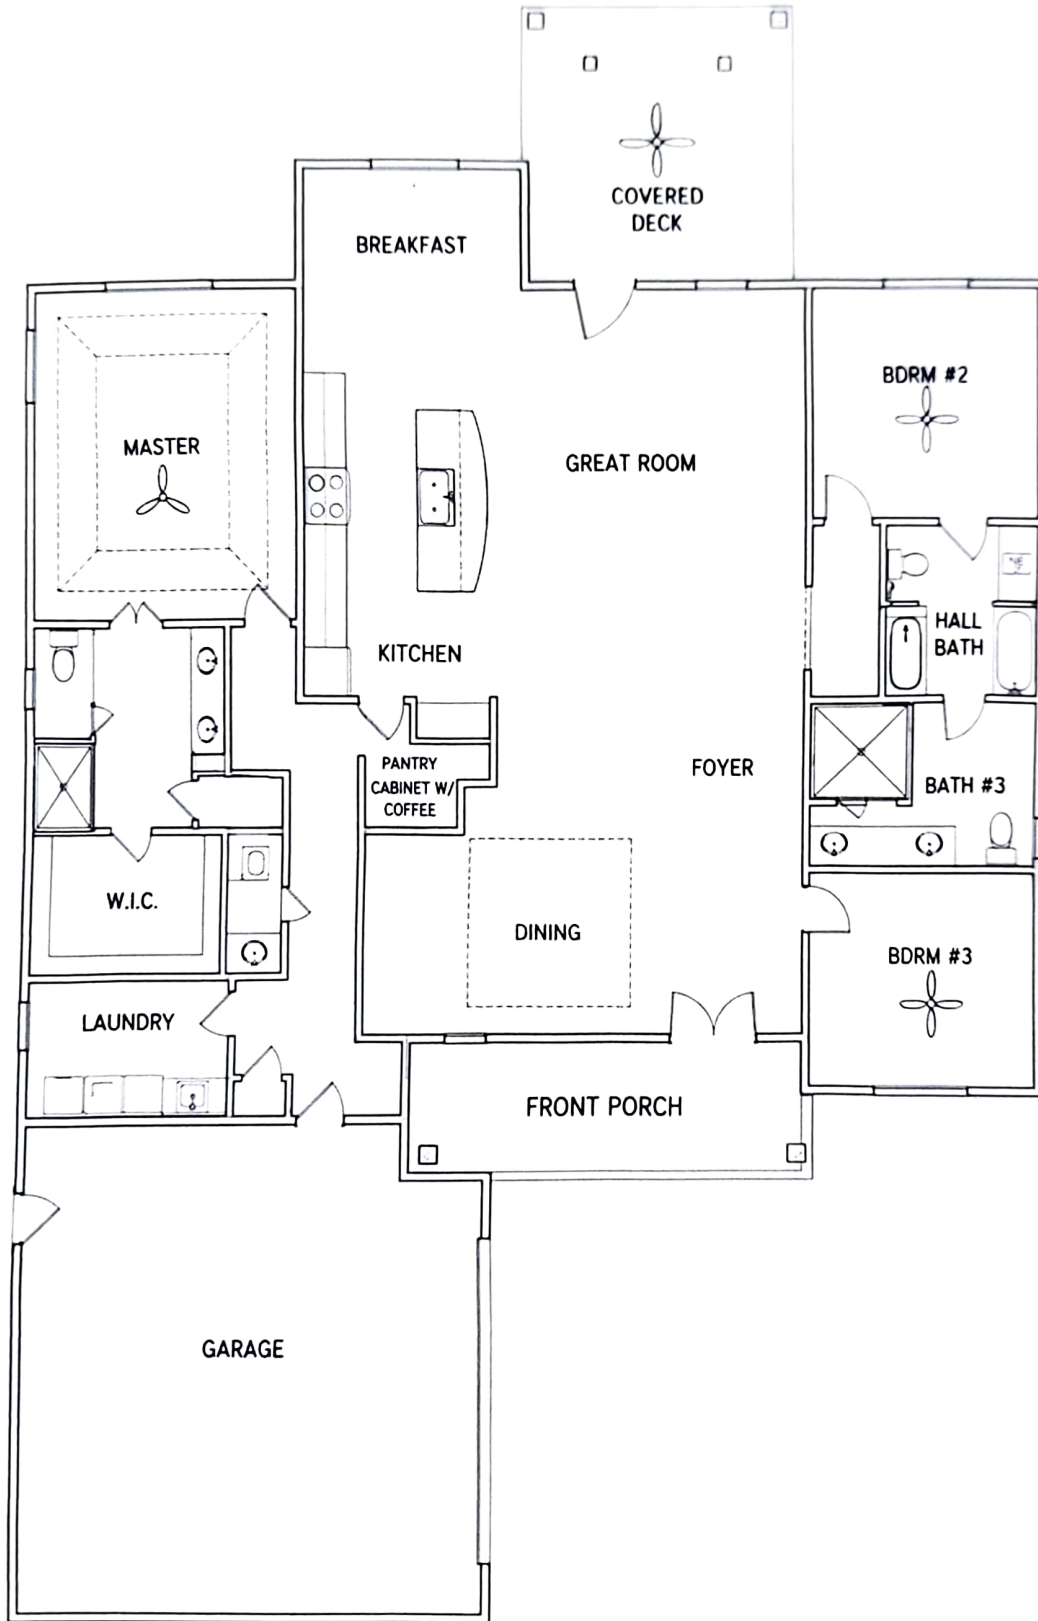 COVERED
DECK
BREAKFAST
BDRM #2
MASTER
GREAT ROOM
HALL
BATH
KITCHEN
PANTRY
CABINET W/
COFFEE
FOYER
BATH #3
W.I.C.
DINING
BDRM #3
LAUNDRY
FRONT PORCH
GARAGE